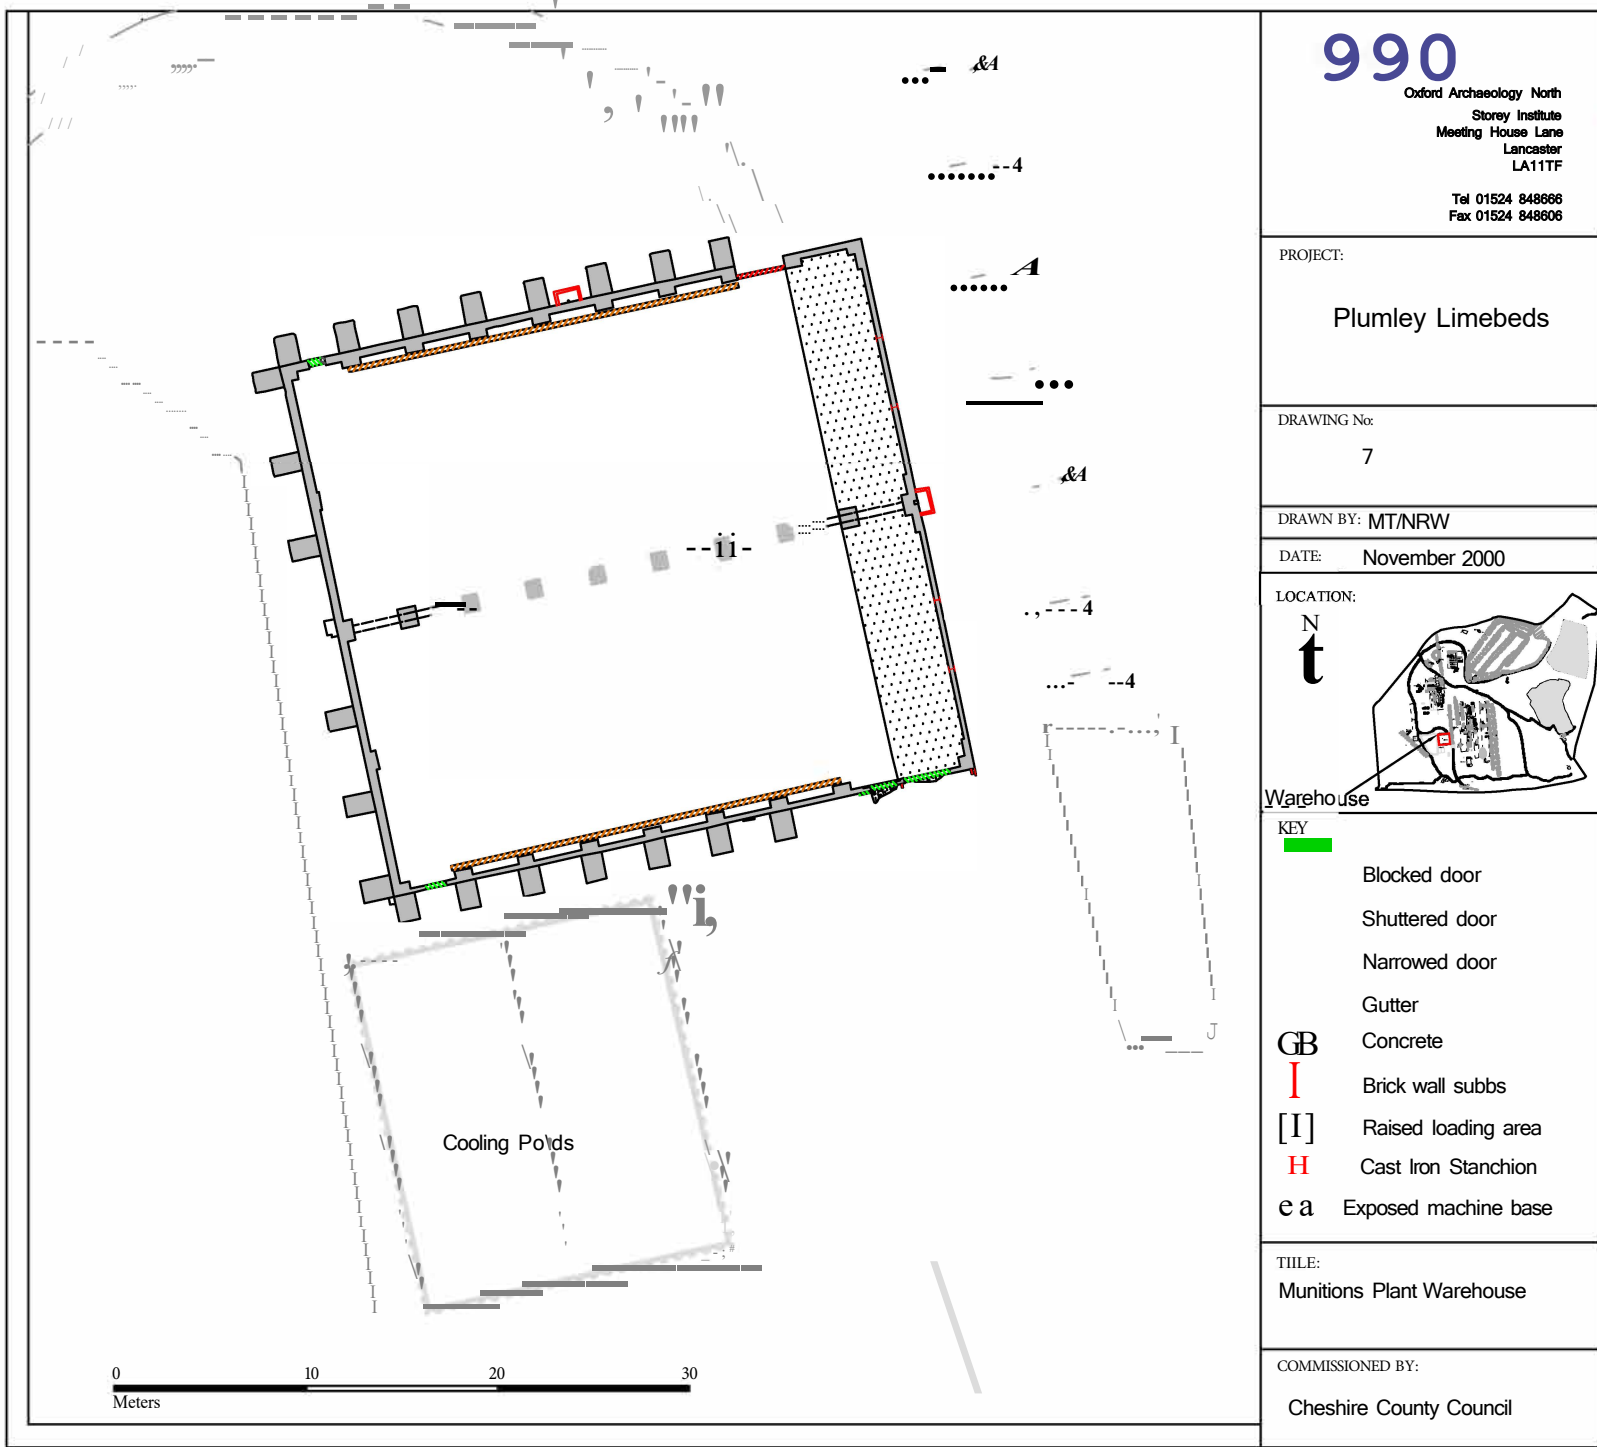 990
Oxford Archaeology North
Storey Institute
Meeting House Lane
Lancaster
LA11TF
Tel 01524 848666
Fax 01524 848606
PROJECT:
Plumley Limebeds
DRAWING No:
7
DRAWN BY: MT/NRW
DATE: November 2000
LOCATION:
N
t
Warehouse
KEY
Blocked door
Shuttered door
Narrowed door
Gutter
GB Concrete
I Brick wall subbs
[I] Raised loading area
H Cast Iron Stanchion
e a Exposed machine base
TIILE:
Munitions Plant Warehouse
COMMISSIONED BY:
Cheshire County Council
Cooling Po\ds
0 10 20 30
Meters